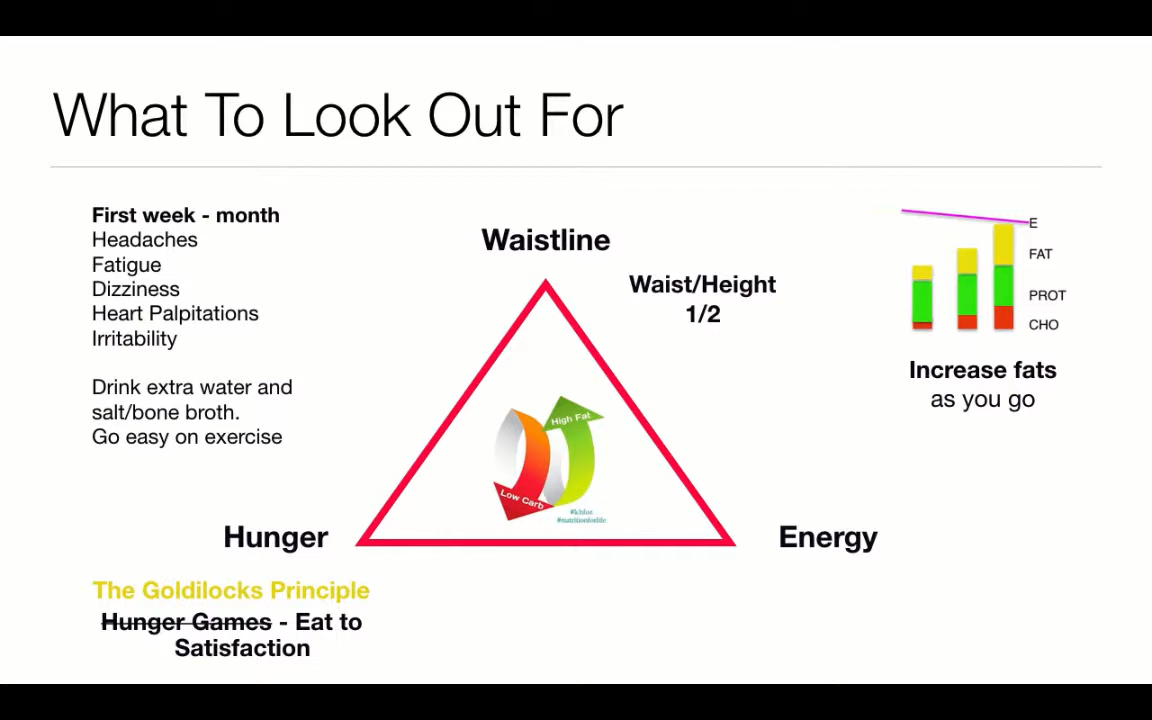 What To Look Out For
First week - month
Headaches
Fatigue
Dizziness
Heart Palpitations
Irritability
Drink extra water and
salt/bone broth.
Go easy on exercise
Waistline
Waist/Height
1/2
High Fat
Low Carb
#nutritionforlife
Hunger
Energy
The Goldilocks Principle
Hunger Games - Eat to
Satisfaction
E
FAT
PROT
CHO
Increase fats
as you go